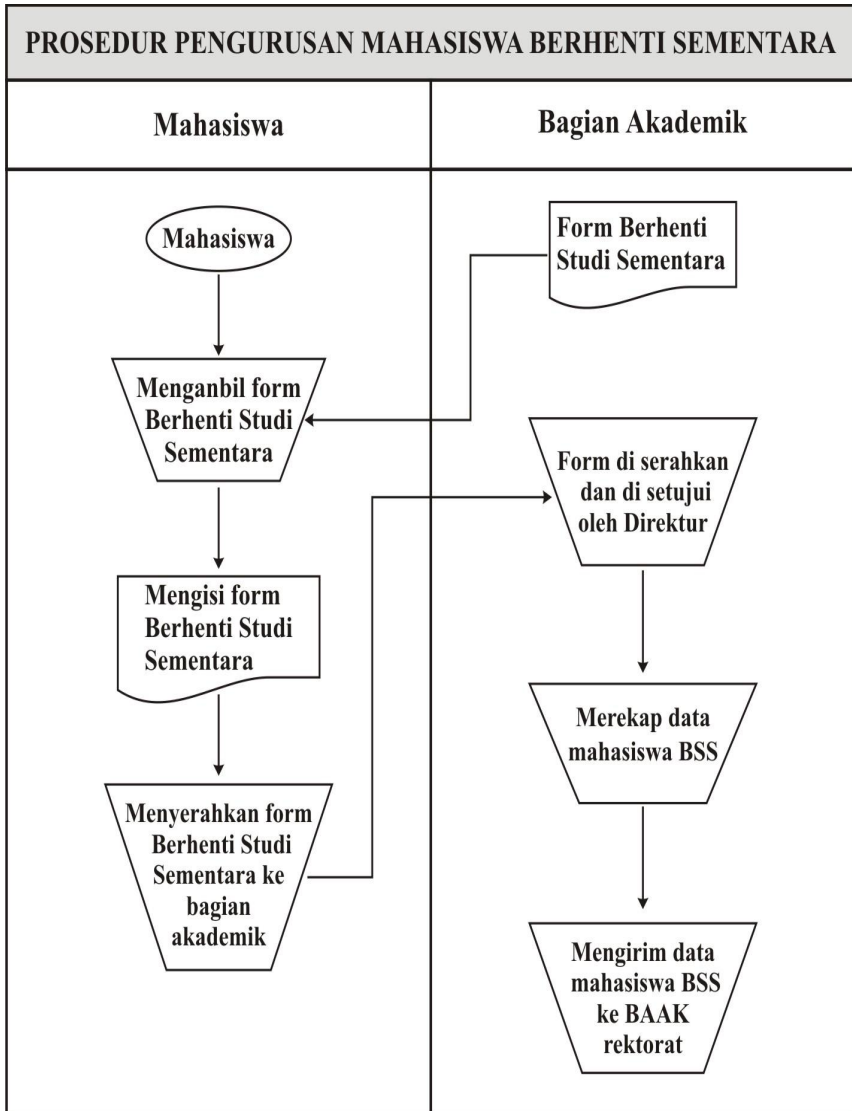 PROSEDUR PENGURUSAN MAHASISWA BERHENTI SEMENTARA
Mahasiswa
Bagian Akademik
Mahasiswa
Form Berhenti
Studi Sementara
Menganbil form
Berhenti Studi
Sementara
Mengisi form
Berhenti Studi
Sementara
Menyerahkan form
Berhenti Studi
Sementara ke
bagian
akademik
Form di serahkan
dan di setujui
oleh Direktur
Merekap data
mahasiswa BSS
Mengirim data
mahasiswa BSS
ke BAAK
rektorat